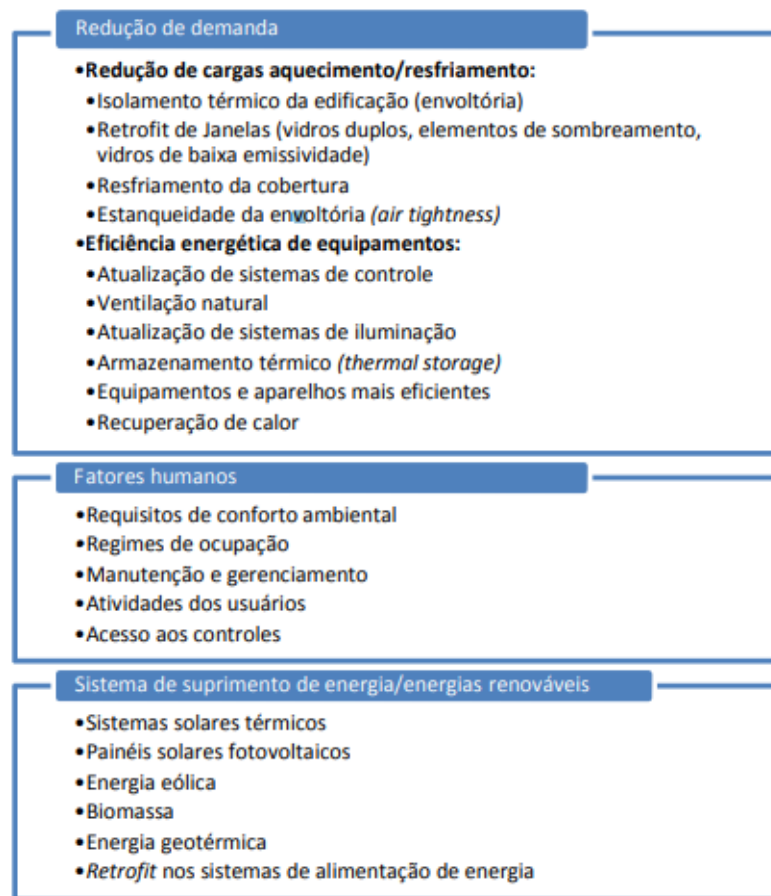 Redução de demanda
•Redução de cargas aquecimento/resfriamento:
•Isolamento térmico da edificação (envoltória)
•Retrofit de Janelas (vidros duplos, elementos de sombreamento,
vidros de baixa emissividade)
•Resfriamento da cobertura
•Estanqueidade da envoltória (air tightness)
•Eficiência energética de equipamentos:
•Atualização de sistemas de controle
•Ventilação natural
•Atualização de sistemas de iluminação
•Armazenamento térmico (thermal storage)
•Equipamentos e aparelhos mais eficientes
•Recuperação de calor
Fatores humanos
•Requisitos de conforto ambiental
•Regimes de ocupação
•Manutenção e gerenciamento
•Atividades dos usuários
•Acesso aos controles
Sistema de suprimento de energia/energias renováveis
•Sistemas solares térmicos
•Painéis solares fotovoltaicos
•Energia eólica
•Biomassa
•Energia geotérmica
•Retrofit nos sistemas de alimentação de energia